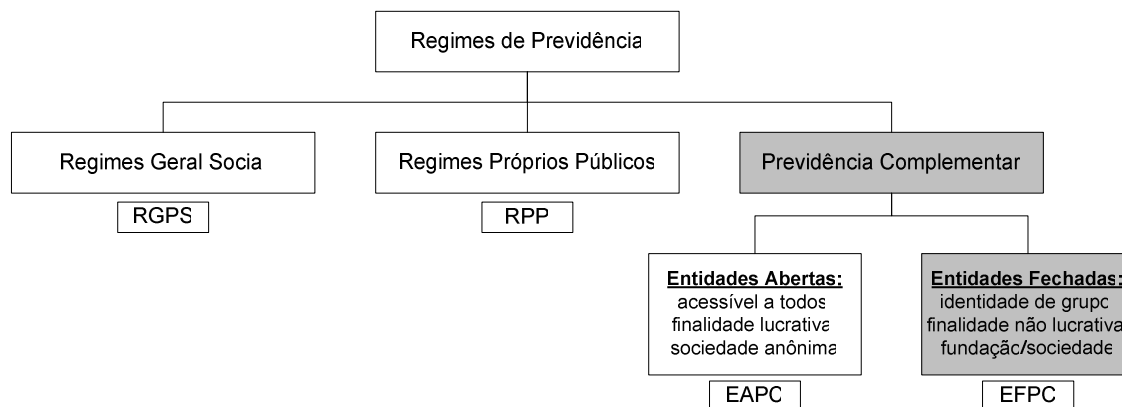 Regimes de Previdência
Regimes Geral Socia
Regimes Próprios Públicos
Previdência Complementar
RGPS
RPP
Entidades Abertas:
acessível a todos
finalidade lucrativa
sociedade anônima
Entidades Fechadas:
identidade de grupo
finalidade não lucrativa
fundação/sociedade
EAPC
EFPC